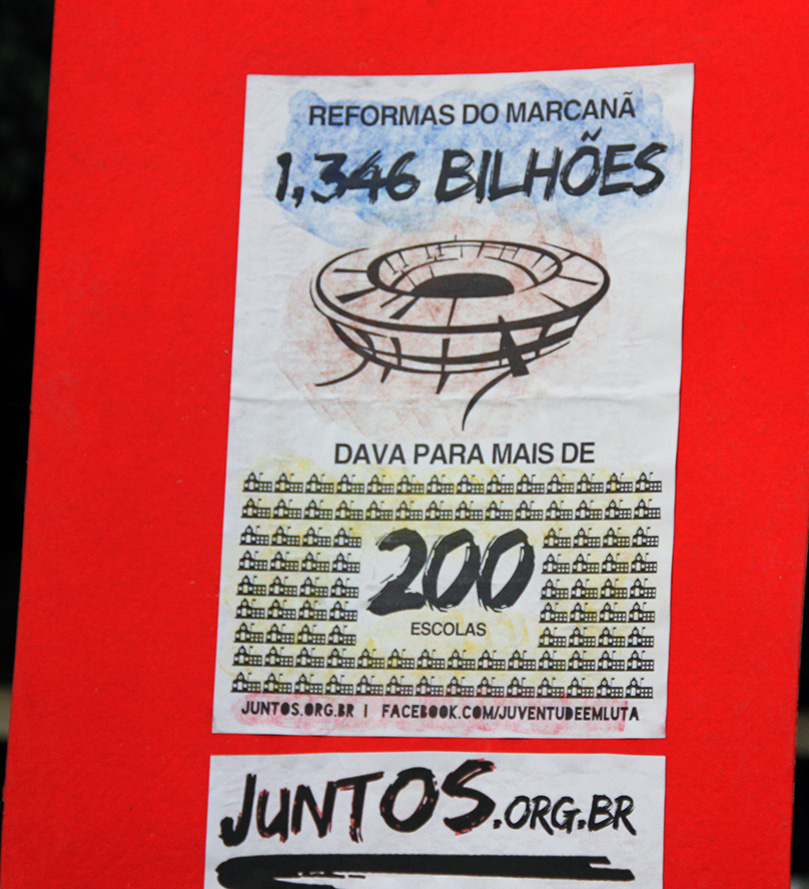 REFORMAS DO MARCANÃ
1,346 BILHÕES
DAVA PARA MAIS DE
200
ESCOLAS
JUNTOS.ORG.BR | FACEBOOK.COM/JUVENTUDEEMLUTA
JUNTOS.ORG.BR